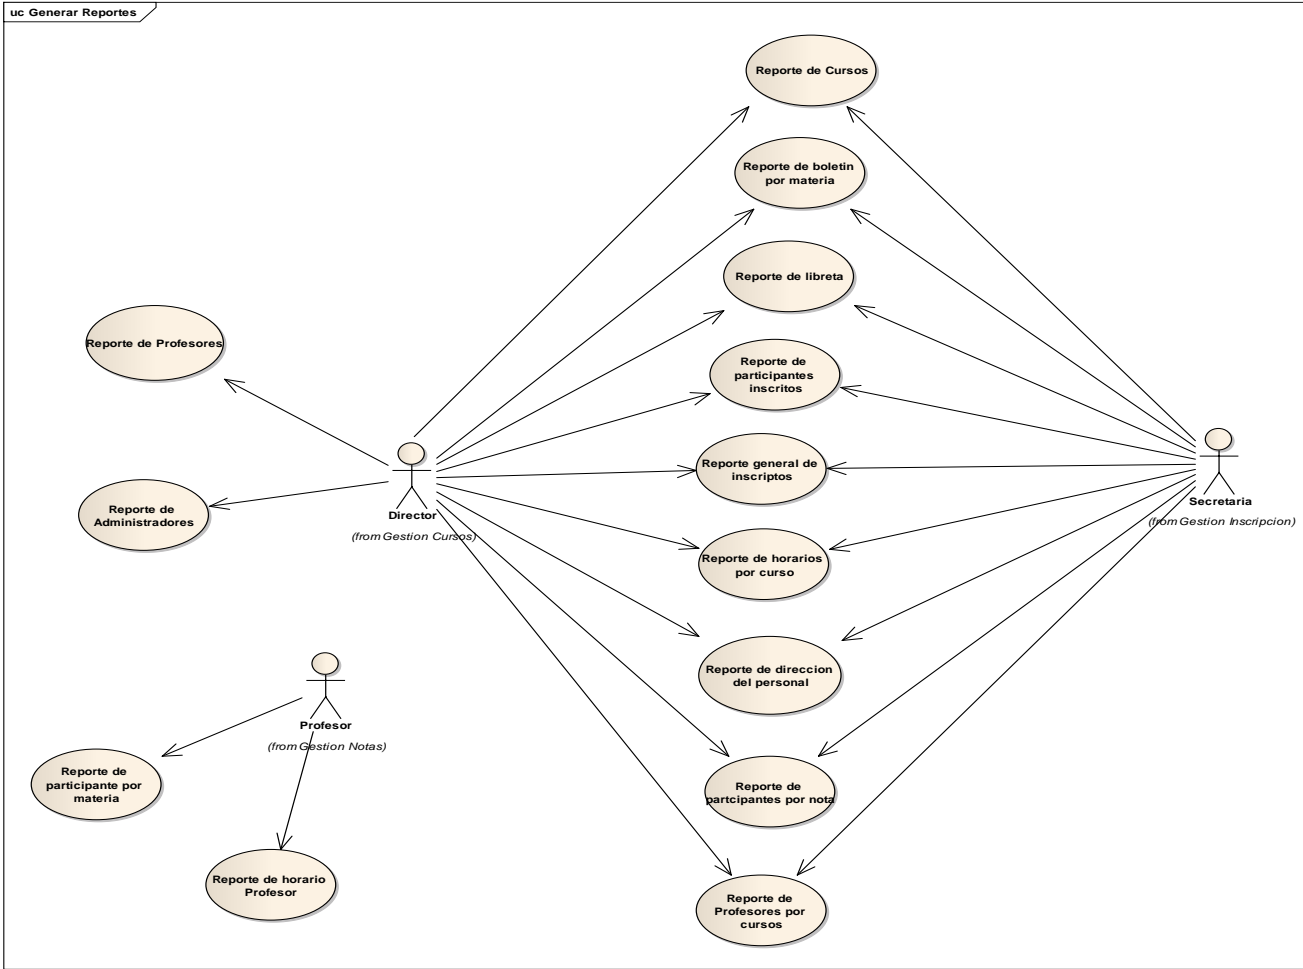 uc Generar Reportes
Reporte de Cursos
Reporte de boletin
por materia
Reporte de libreta
Reporte de Profesores
Reporte de
participantes
inscritos
Reporte general de
inscriptos
Reporte de
Administradores
Director
(from Gestion Cursos)
Secretaria
(from Gestion Inscripcion)
Reporte de horarios
por curso
Reporte de direccion
del personal
Profesor
(from Gestion Notas)
Reporte de
participante por
materia
Reporte de
partcipantes por nota
Reporte de horario
Profesor
Reporte de
Profesores por
cursos